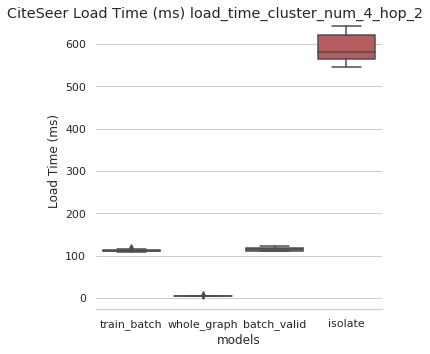 CiteSeer Load Time (ms) load_time_cluster_num_4_hop_2
600
500
400
300
200
100
0
Load Time (ms)
train_batch whole_graph batch_valid isolate
models